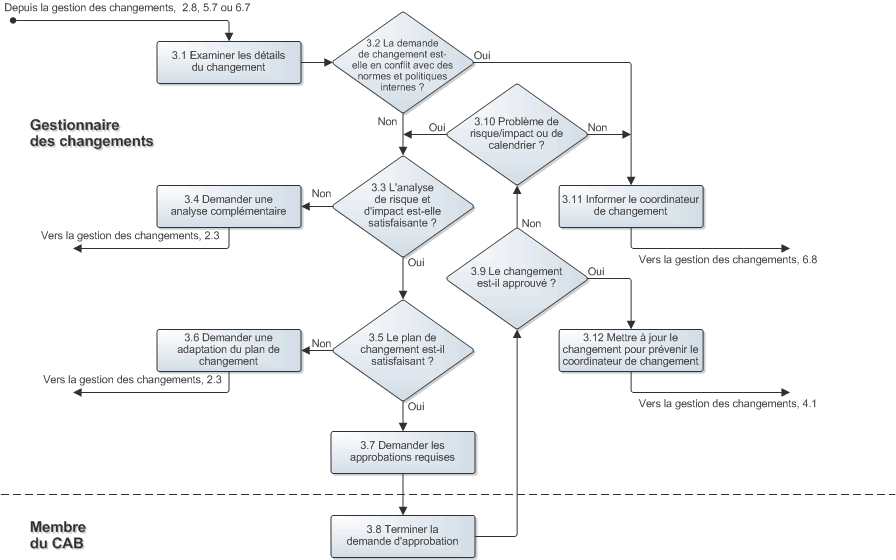 Depuis la gestion des changements, 2.8, 5.7 ou 6.7
3.1 Examiner les détails
du changement
3.2 La demande
de changement est-
elle en conflit avec des
normes et politiques
internes ?
Oui
Non
Gestionnaire
des changements
3.10 Problème de
risque/impact ou de
calendrier ?
Oui
Non
3.3 L'analyse
de risque et
d'impact est-elle
satisfaisante ?
Non
Oui
3.4 Demander une
analyse complémentaire
Vers la gestion des changements, 2.3
3.11 Informer le coordinateur
de changement
Vers la gestion des changements, 6.8
Non
3.9 Le changement
est-il approuvé ?
Oui
3.5 Le plan de
changement est-il
satisfaisant ?
Non
Oui
3.6 Demander une
adaptation du plan de
changement
Vers la gestion des changements, 2.3
3.12 Mettre à jour le
changement pour prévenir le
coordinateur de changement
Vers la gestion des changements, 4.1
3.7 Demander les
approbations requises
Membre
du CAB
3.8 Terminer la
demande d'approbation